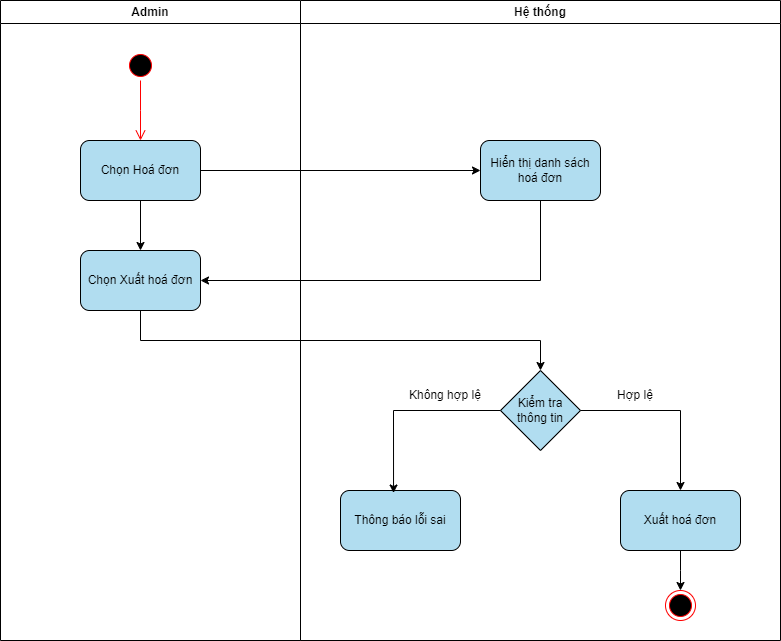 Admin
Hệ thống
Chọn Hoá đơn
Hiển thị danh sách
hoá đơn
Chọn Xuất hoá đơn
Không hợp lệ
Kiểm tra
thông tin
Hợp lệ
Thông báo lỗi sai
Xuất hoá đơn